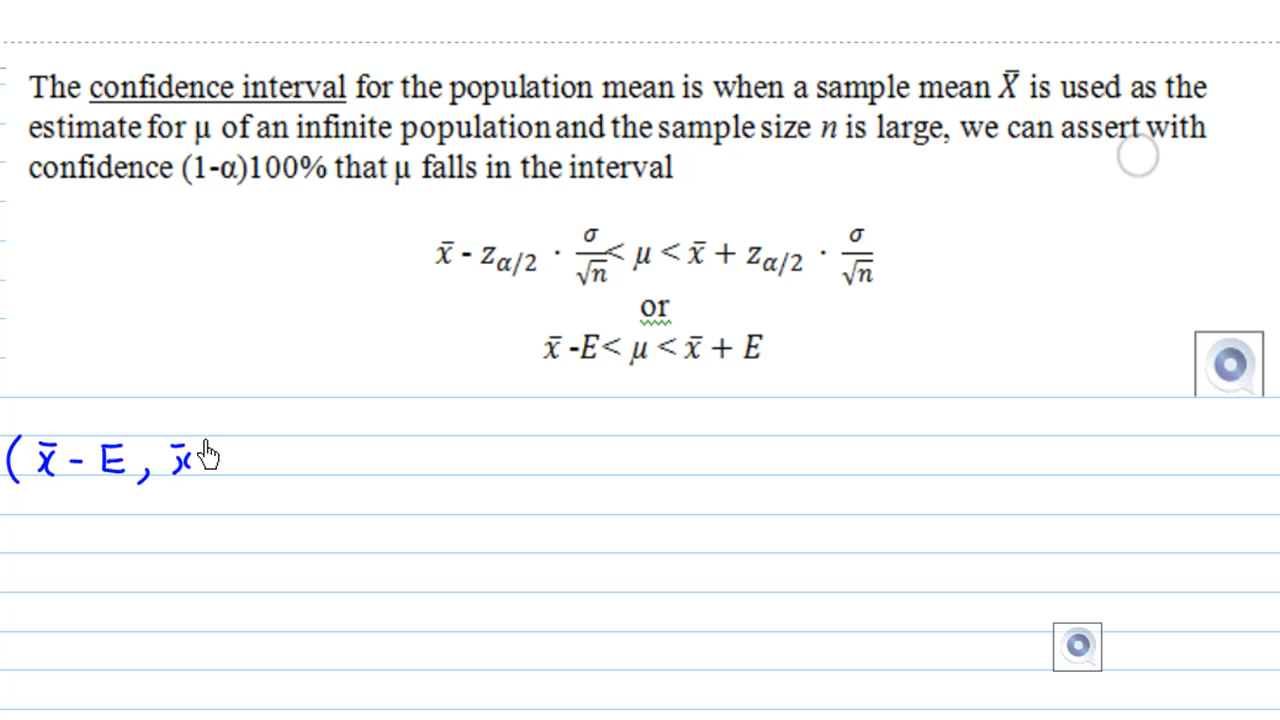 The confidence interval for the population mean is when a sample mean X̄ is used as the
estimate for μ of an infinite population and the sample size n is large, we can assert with
confidence (1-α)100% that μ falls in the interval
x̄ - z_{α/2} · σ/√n < μ < x̄ + z_{α/2} · σ/√n
or
x̄ -E< μ < x̄ + E
( x̄ - E , x̄